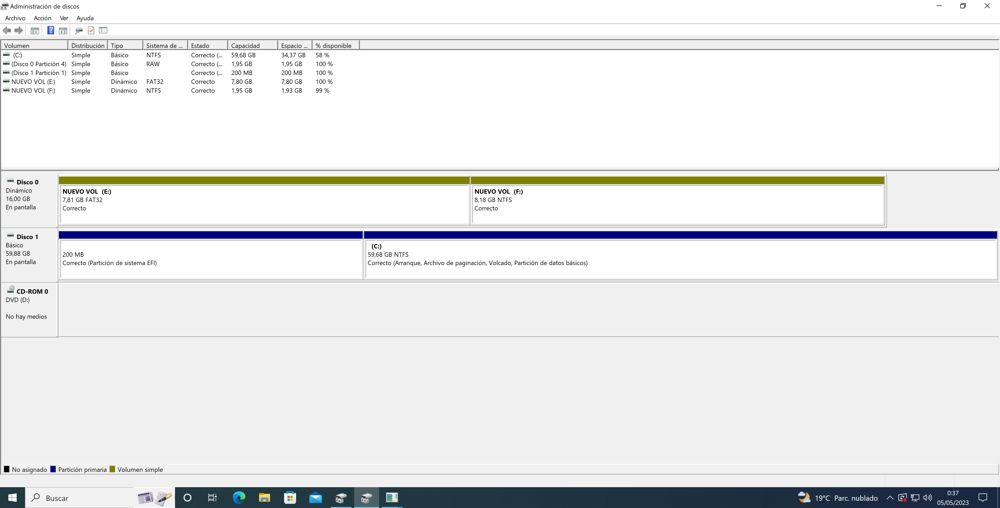 Administración de discos
Archivo Acción Ver Ayuda
Volumen Distribución Tipo Sistema de ... Estado Capacidad Espacio ... % disponible
(C:) Simple Básico NTFS Correcto (... 59,68 GB 34,37 GB 58 %
(Disco 0 Partición 4) Simple Básico RAW Correcto (... 1,95 GB 1,95 GB 100 %
(Disco 1 Partición 1) Simple Básico Correcto (... 200 MB 200 MB 100 %
NUEVO VOL (E:) Simple Dinámico FAT32 Correcto 7,80 GB 7,80 GB 100 %
NUEVO VOL (F:) Simple Dinámico NTFS Correcto 1,95 GB 1,93 GB 99 %
Disco 0
Dinámico
16,00 GB
En pantalla
NUEVO VOL (E:)
7,81 GB FAT32
Correcto
NUEVO VOL (F:)
8,18 GB NTFS
Correcto
Disco 1
Básico
59,88 GB
En pantalla
200 MB
Correcto (Partición de sistema EFI)
(C:)
59,68 GB NTFS
Correcto (Arranque, Archivo de paginación, Volcado, Partición de datos básicos)
CD-ROM 0
DVD (D:)
No hay medios
No asignado Partición primaria Volumen simple
Buscar
19°C Parc. nublado
0:37
05/05/2023